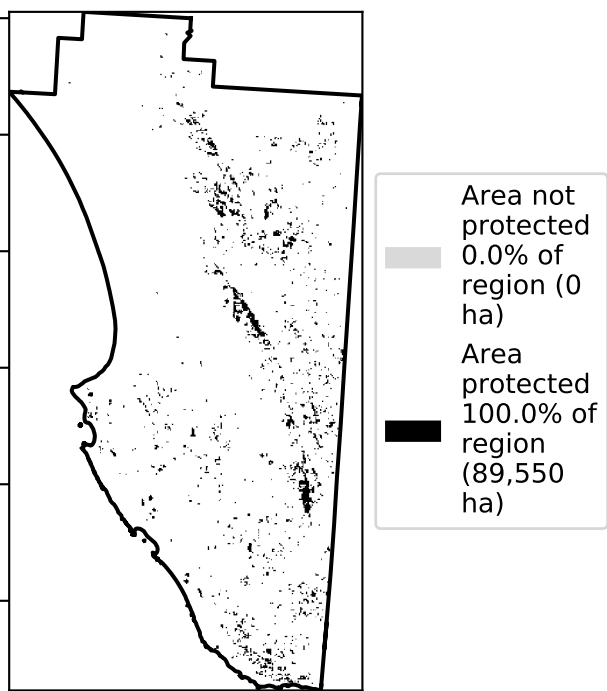 Area not
protected
0.0% of
region (0
ha)
Area
protected
100.0% of
region
(89,550
ha)